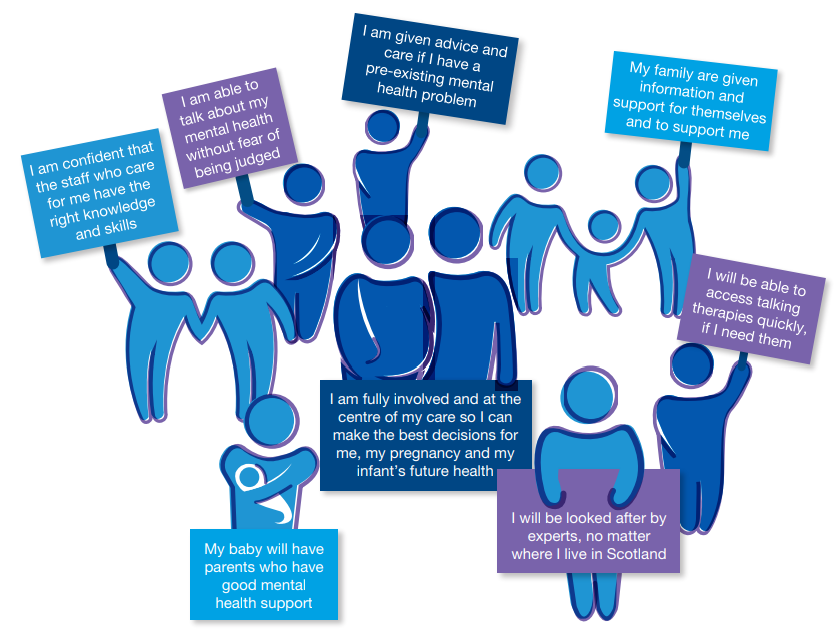 I am given advice and
care if I have a
pre-existing mental
health problem
My family are given
information and
support for themselves
and to support me
I am able to
talk about my
mental health
without fear of
being judged
I am confident that
the staff who care
for me have the
right knowledge
and skills
I will be able to
access talking
therapies quickly,
if I need them
I am fully involved and at the
centre of my care so I can
make the best decisions for
me, my pregnancy and my
infant’s future health
I will be looked after by
experts, no matter
where I live in Scotland
My baby will have
parents who have
good mental
health support